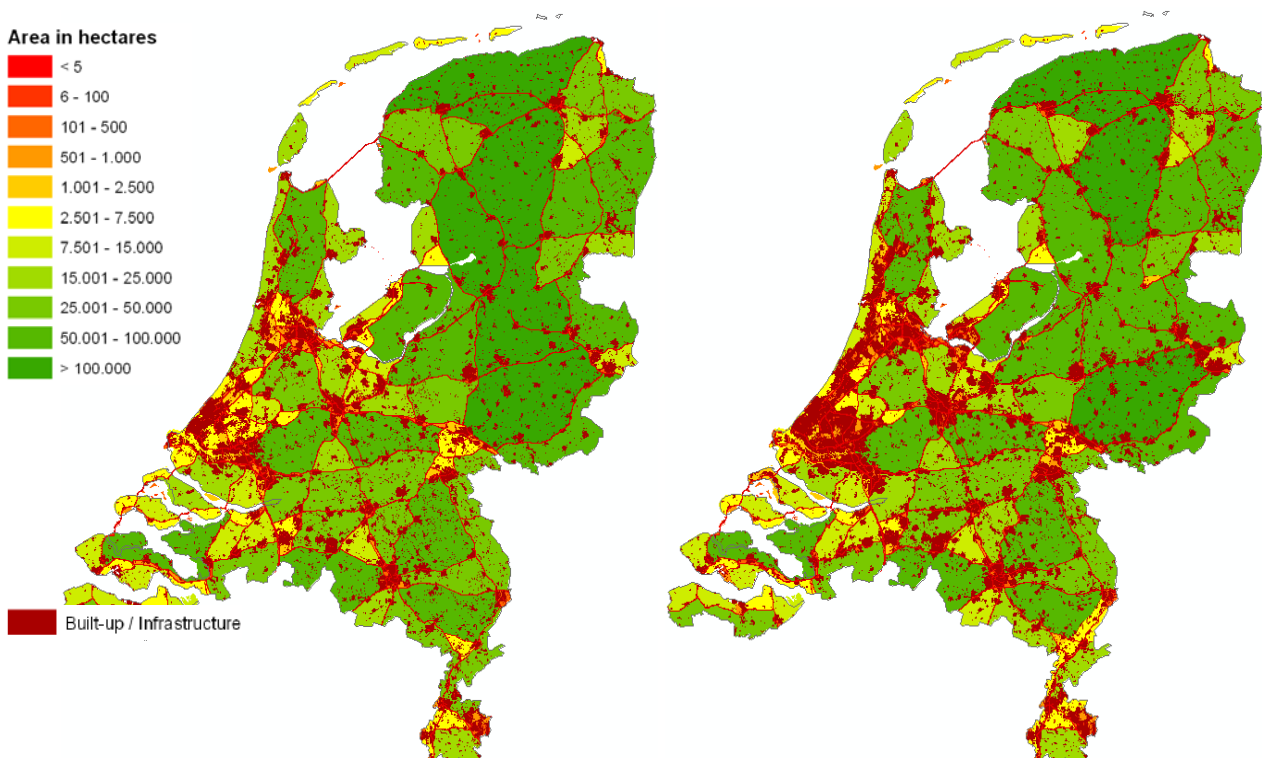 Area in hectares
< 5
6 - 100
101 - 500
501 - 1.000
1.001 - 2.500
2.501 - 7.500
7.501 - 15.000
15.001 - 25.000
25.001 - 50.000
50.001 - 100.000
> 100.000
Built-up / Infrastructure